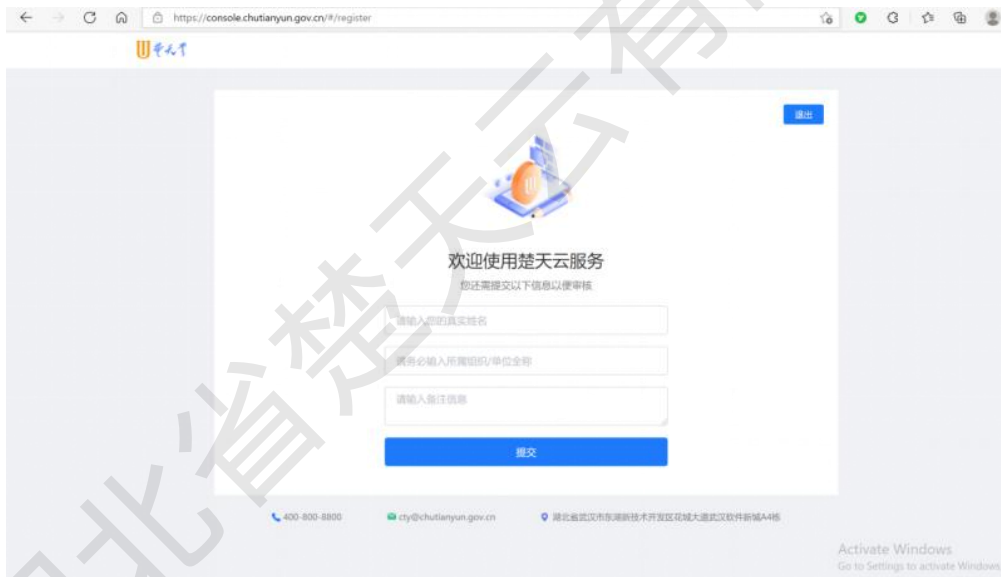 https://console.chutianyun.gov.cn/#/register
楚天云
退出
欢迎使用楚天云服务
您还需提交以下信息以便审核
请输入您的真实姓名
请务必输入所属组织/单位全称
请输入备注信息
提交
400-800-8800
cty@chutianyun.gov.cn
湖北省武汉市东湖新技术开发区花城大道武汉软件新城A4栋
Activate Windows
Go to Settings to activate Windows
湖北省楚天云有